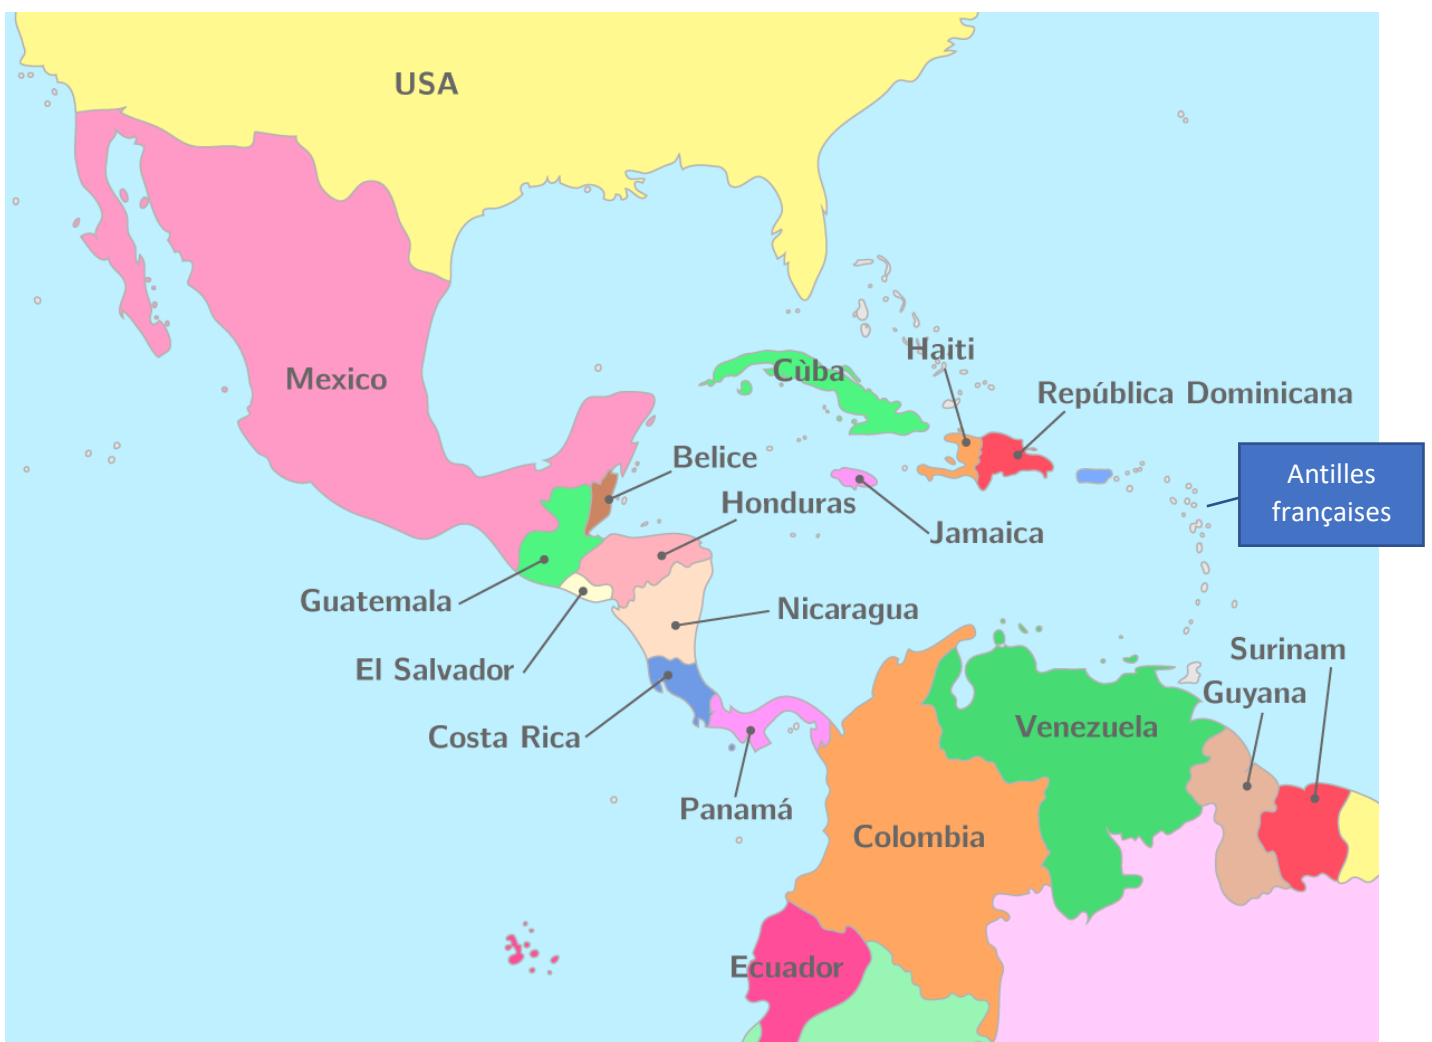 USA
Haiti
Cùba
Mexico
República Dominicana
Belice
Antilles
françaises
Honduras
Jamaica
Guatemala
Nicaragua
El Salvador
Surinam
Guyana
Costa Rica
Venezuela
Panamá
Colombia
Ecuador